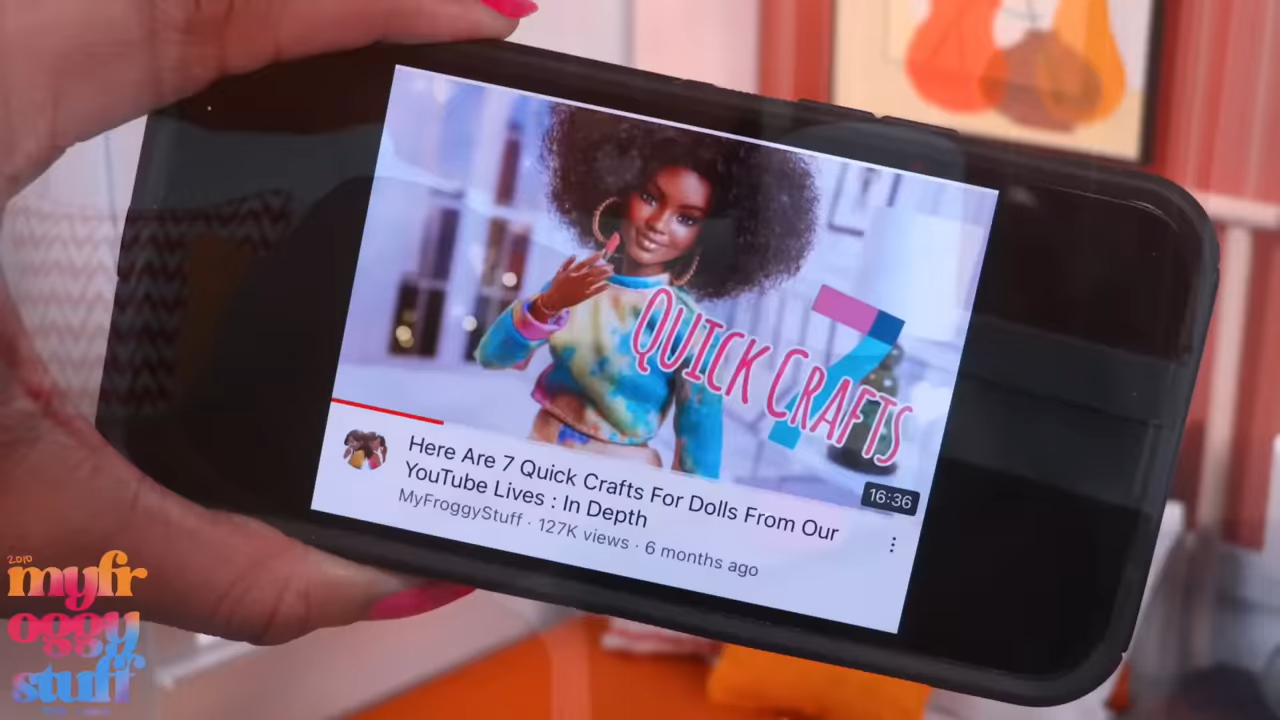 QUICK CRAFTS
7
16:36
Here Are 7 Quick Crafts For Dolls From Our
YouTube Lives : In Depth
MyFroggyStuff · 127K views · 6 months ago
2010
myfr
oggy
stuff